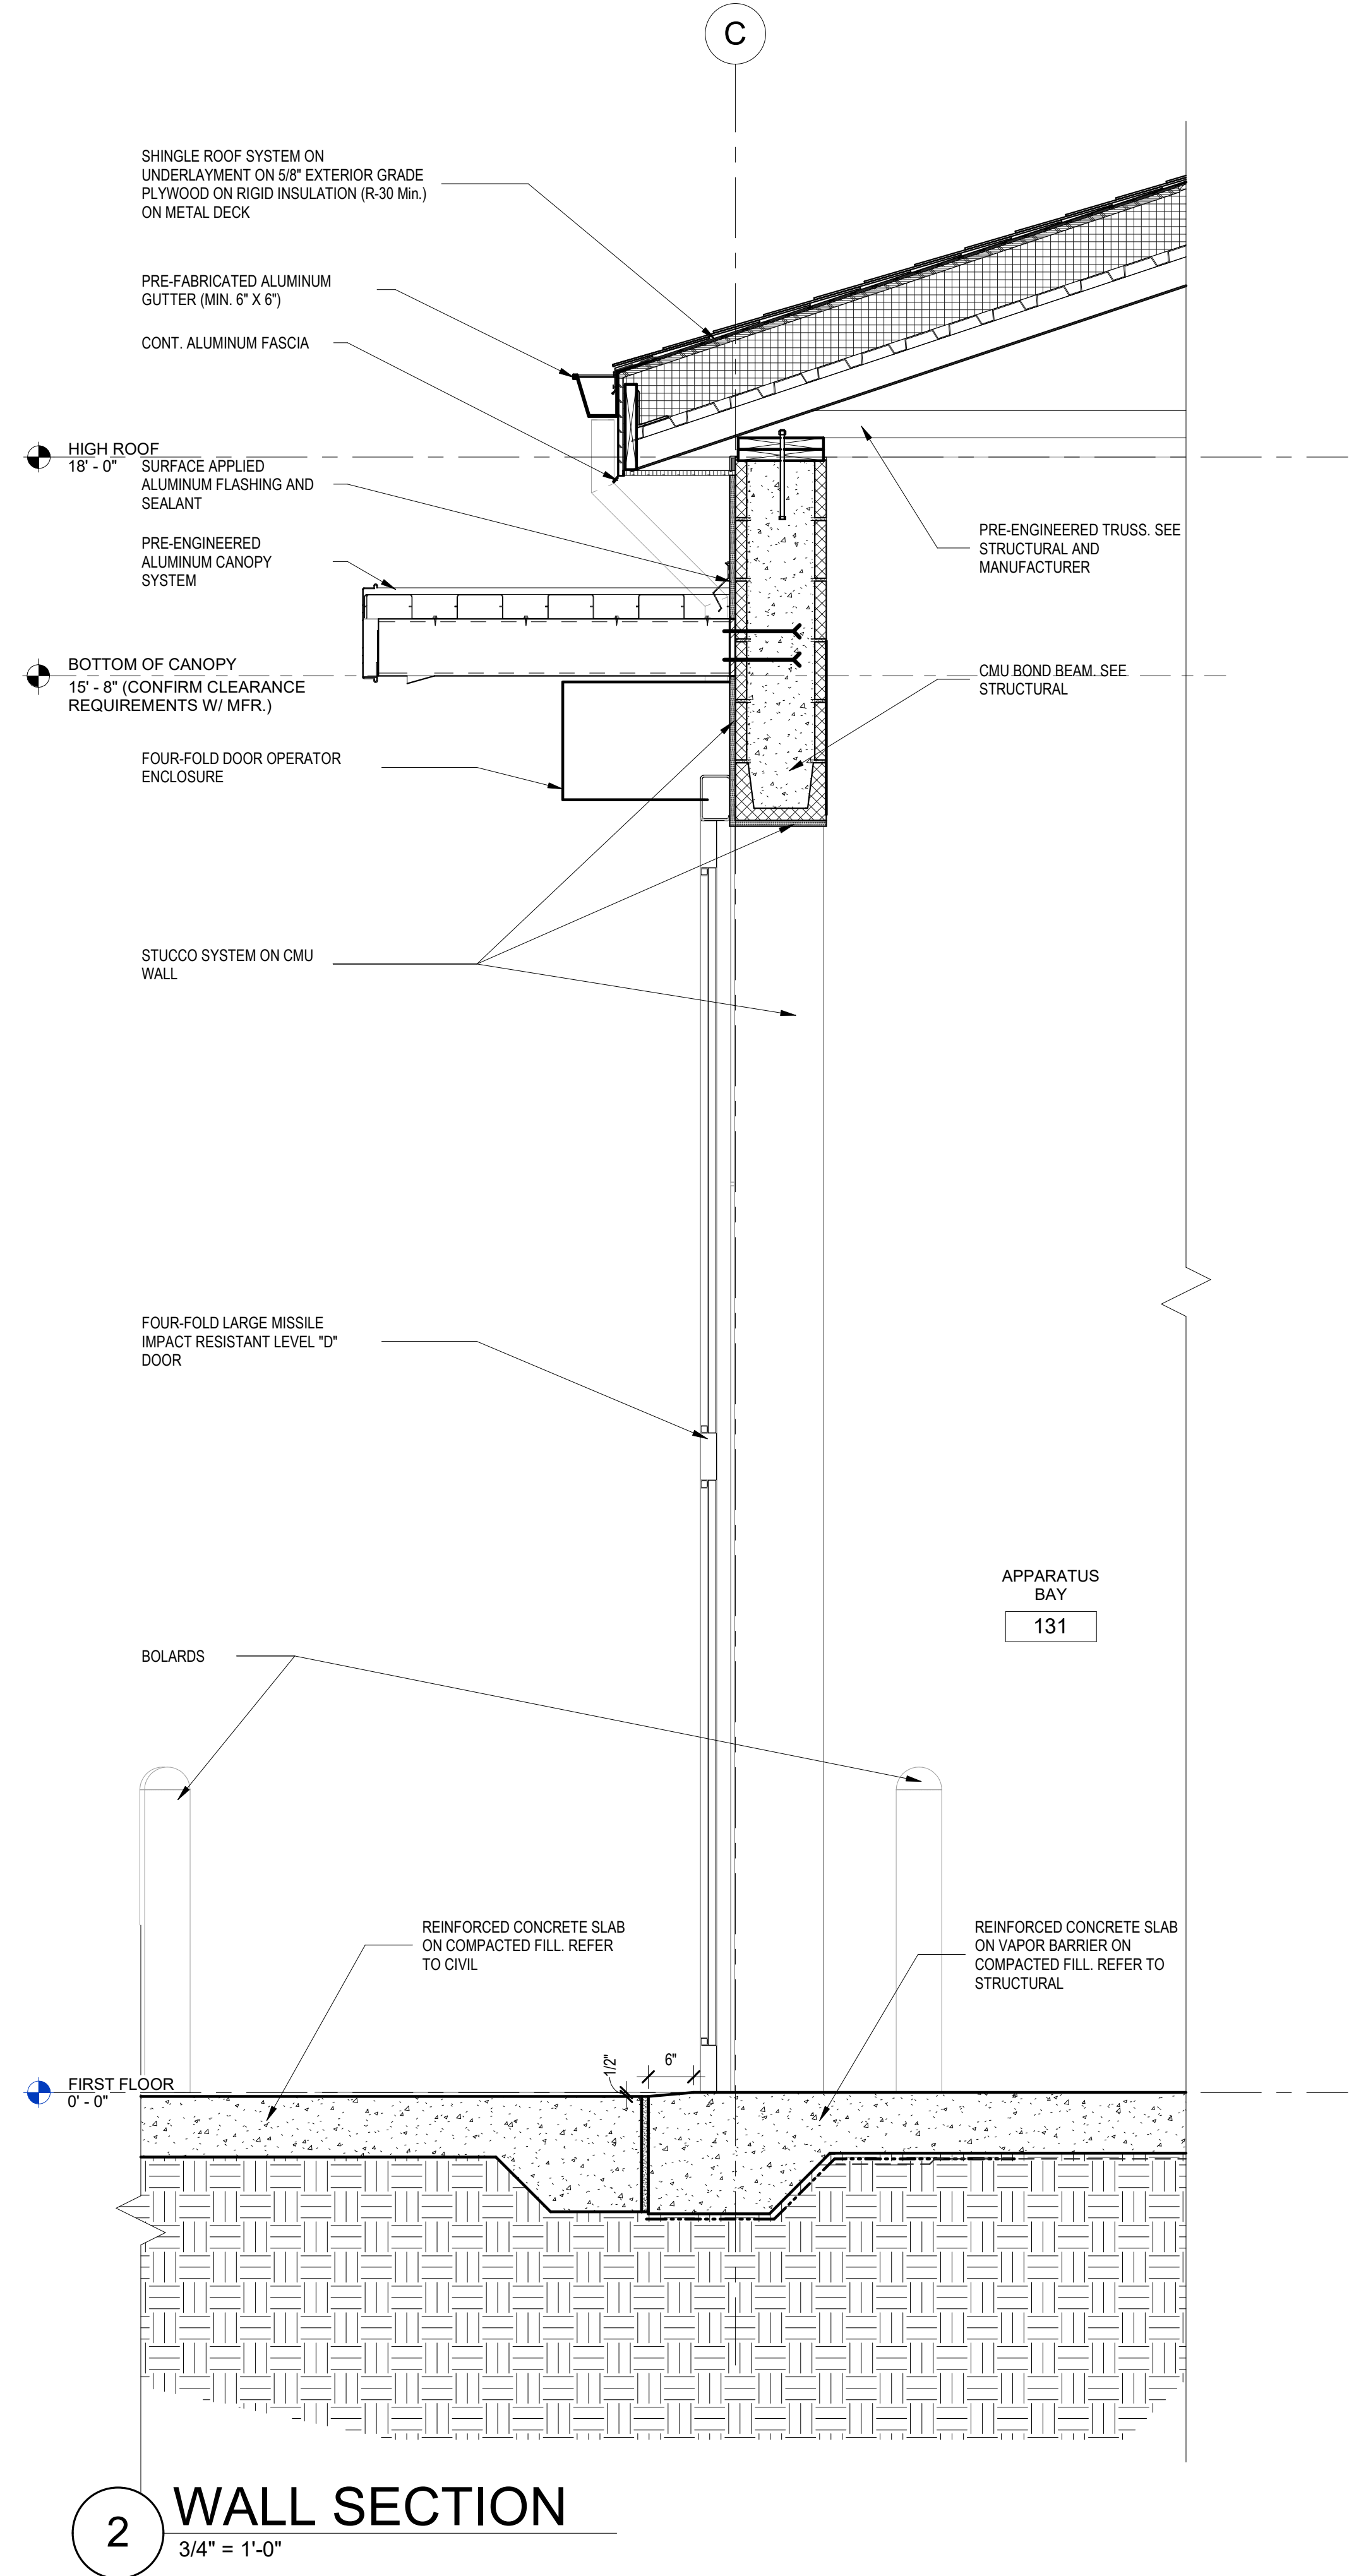 C
SHINGLE ROOF SYSTEM ON
UNDERLAYMENT ON 5/8" EXTERIOR GRADE
PLYWOOD ON RIGID INSULATION (R-30 Min.)
ON METAL DECK
PRE-FABRICATED ALUMINUM
GUTTER (MIN. 6" X 6")
CONT. ALUMINUM FASCIA
HIGH ROOF
18' - 0"
SURFACE APPLIED
ALUMINUM FLASHING AND
SEALANT
PRE-ENGINEERED TRUSS. SEE
STRUCTURAL AND
MANUFACTURER
PRE-ENGINEERED
ALUMINUM CANOPY
SYSTEM
BOTTOM OF CANOPY
15' - 8" (CONFIRM CLEARANCE
REQUIREMENTS W/ MFR.)
CMU BOND BEAM. SEE
STRUCTURAL
FOUR-FOLD DOOR OPERATOR
ENCLOSURE
STUCCO SYSTEM ON CMU
WALL
FOUR-FOLD LARGE MISSILE
IMPACT RESISTANT LEVEL "D"
DOOR
APPARATUS
BAY
131
BOLARDS
REINFORCED CONCRETE SLAB
ON COMPACTED FILL. REFER
TO CIVIL
REINFORCED CONCRETE SLAB
ON VAPOR BARRIER ON
COMPACTED FILL. REFER TO
STRUCTURAL
1/2"
6"
FIRST FLOOR
0' - 0"
2
WALL SECTION
3/4" = 1'-0"